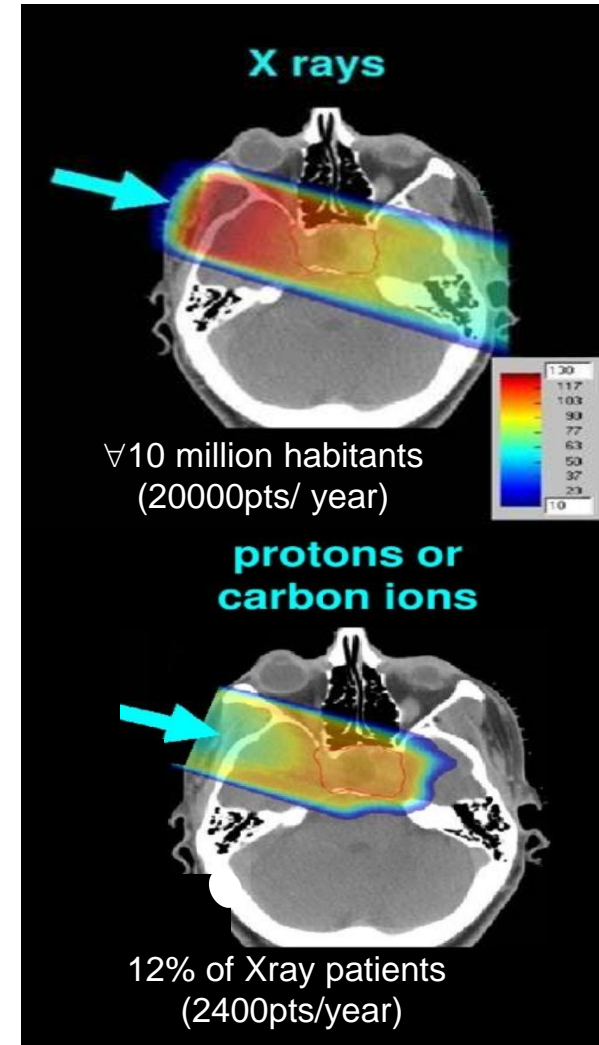 X rays
130
117
103
90
77
63
50
37
23
10
∀10 million habitants
(20000pts/ year)
protons or
carbon ions
12% of Xray patients
(2400pts/year)